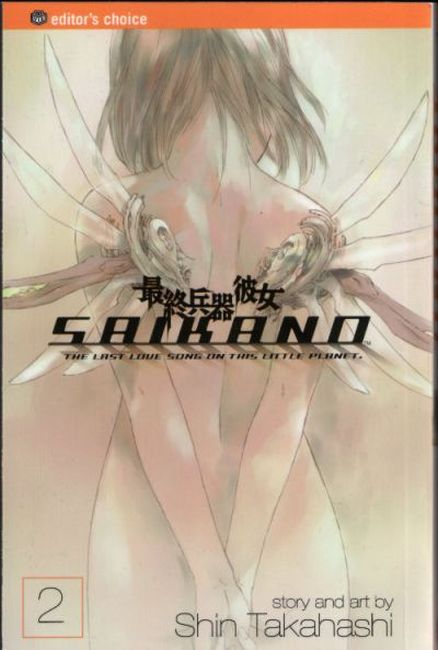 editor's choice
最終兵器彼女
SAIKANO™
THE LAST LOVE SONG ON THIS LITTLE PLANET.
2
story and art by
Shin Takahashi